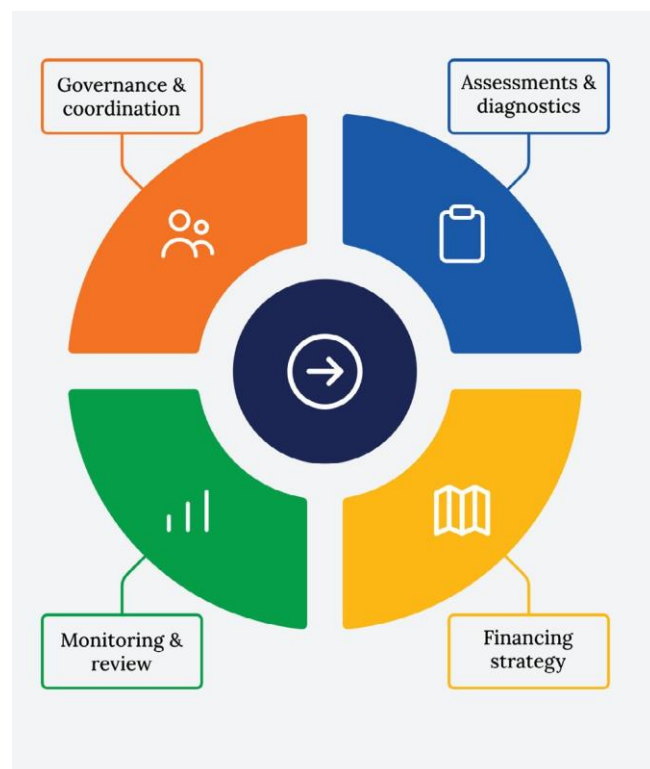 Governance &
coordination
Assessments &
diagnostics
Monitoring &
review
Financing
strategy